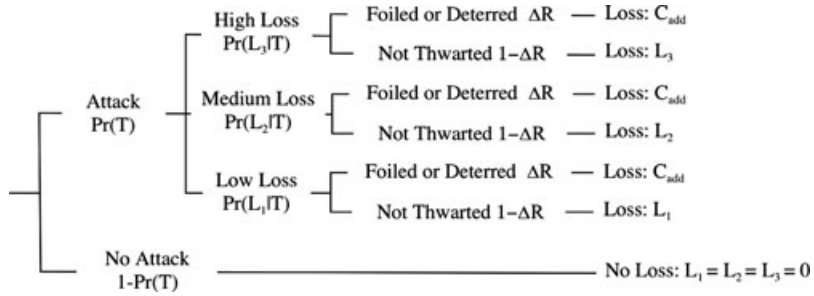 High Loss
Pr(L₃|T)
Foiled or Deterred ΔR — Loss: C_add
Not Thwarted 1−ΔR — Loss: L₃
Attack
Pr(T)
Medium Loss
Pr(L₂|T)
Foiled or Deterred ΔR — Loss: C_add
Not Thwarted 1−ΔR — Loss: L₂
Low Loss
Pr(L₁|T)
Foiled or Deterred ΔR — Loss: C_add
Not Thwarted 1−ΔR — Loss: L₁
No Attack
1-Pr(T)
No Loss: L₁ = L₂ = L₃ = 0